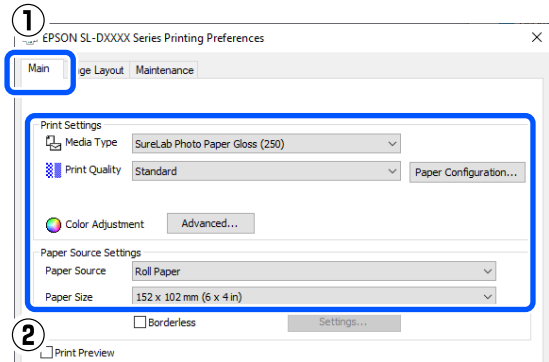 ①
EPSON SL-DXXXX Series Printing Preferences
Main Page Layout Maintenance
Print Settings
Media Type SureLab Photo Paper Gloss (250)
Print Quality Standard Paper Configuration...
Color Adjustment Advanced...
Paper Source Settings
Paper Source Roll Paper
Paper Size 152 x 102 mm (6 x 4 in)
Borderless Settings...
②
Print Preview